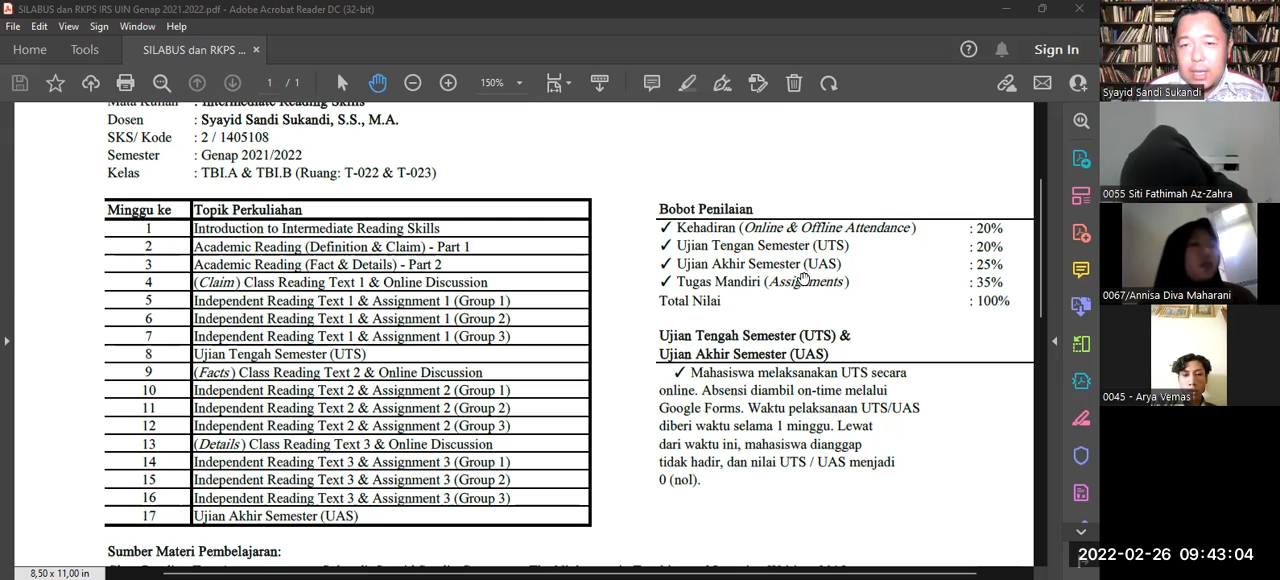 SILABUS dan RKPS IRS UIN Genap 2021.2022.pdf - Adobe Acrobat Reader DC (32-bit)
File Edit View Sign Window Help
Home Tools SILABUS dan RKPS ... × Sign In
1 / 1 150%
Mata Kuliah : Intermediate Reading Skills
Dosen : Syayid Sandi Sukandi, S.S., M.A.
SKS/ Kode : 2 / 1405108
Semester : Genap 2021/2022
Kelas : TBI.A & TBI.B (Ruang: T-022 & T-023)
Minggu ke Topik Perkuliahan
1 Introduction to Intermediate Reading Skills
2 Academic Reading (Definition & Claim) - Part 1
3 Academic Reading (Fact & Details) - Part 2
4 (Claim) Class Reading Text 1 & Online Discussion
5 Independent Reading Text 1 & Assignment 1 (Group 1)
6 Independent Reading Text 1 & Assignment 1 (Group 2)
7 Independent Reading Text 1 & Assignment 1 (Group 3)
8 Ujian Tengah Semester (UTS)
9 (Facts) Class Reading Text 2 & Online Discussion
10 Independent Reading Text 2 & Assignment 2 (Group 1)
11 Independent Reading Text 2 & Assignment 2 (Group 2)
12 Independent Reading Text 2 & Assignment 2 (Group 3)
13 (Details) Class Reading Text 3 & Online Discussion
14 Independent Reading Text 3 & Assignment 3 (Group 1)
15 Independent Reading Text 3 & Assignment 3 (Group 2)
16 Independent Reading Text 3 & Assignment 3 (Group 3)
17 Ujian Akhir Semester (UAS)
Bobot Penilaian
✓ Kehadiran (Online & Offline Attendance) : 20%
✓ Ujian Tengan Semester (UTS) : 20%
✓ Ujian Akhir Semester (UAS) : 25%
✓ Tugas Mandiri (Assignments) : 35%
Total Nilai : 100%
Ujian Tengah Semester (UTS) &
Ujian Akhir Semester (UAS)
✓ Mahasiswa melaksanakan UTS secara
online. Absensi diambil on-time melalui
Google Forms. Waktu pelaksanaan UTS/UAS
diberi waktu selama 1 minggu. Lewat
dari waktu ini, mahasiswa dianggap
tidak hadir, dan nilai UTS / UAS menjadi
0 (nol).
Sumber Materi Pembelajaran:
8,50 x 11,00 in
Syayid Sandi Sukandi
0055 Siti Fathimah Az-Zahra
0067/Annisa Diva Maharani
0045 - Arya Vemas
2022-02-26 09:43:04